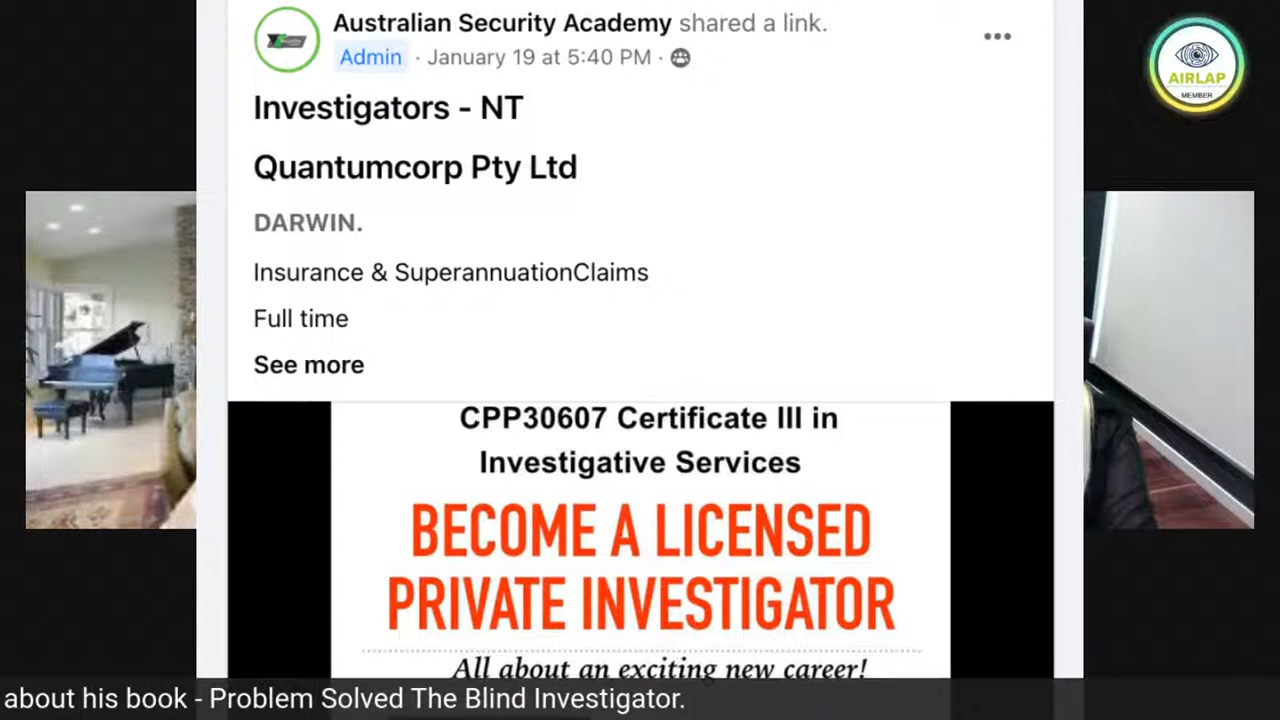 Australian Security Academy shared a link.
Admin · January 19 at 5:40 PM ·
AIRLAP
MEMBER
Investigators - NT
Quantumcorp Pty Ltd
DARWIN.
Insurance & SuperannuationClaims
Full time
See more
CPP30607 Certificate III in
Investigative Services
BECOME A LICENSED
PRIVATE INVESTIGATOR
All about an exciting new career!
about his book - Problem Solved The Blind Investigator.